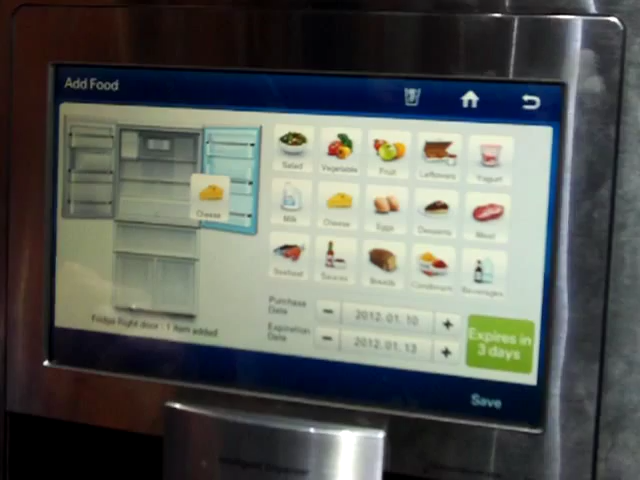 Add Food
Salad Vegetable Fruit Leftovers Yogurt
Cheese
Milk Cheese Eggs Desserts Meat
Seafood Sauces Breads Condiment Beverages
Fridge Right door : 1 item added
Purchase
Date
− 2012. 01. 10 +
Expiration
Date
− 2012. 01. 13 +
Expires in
3 days
Save